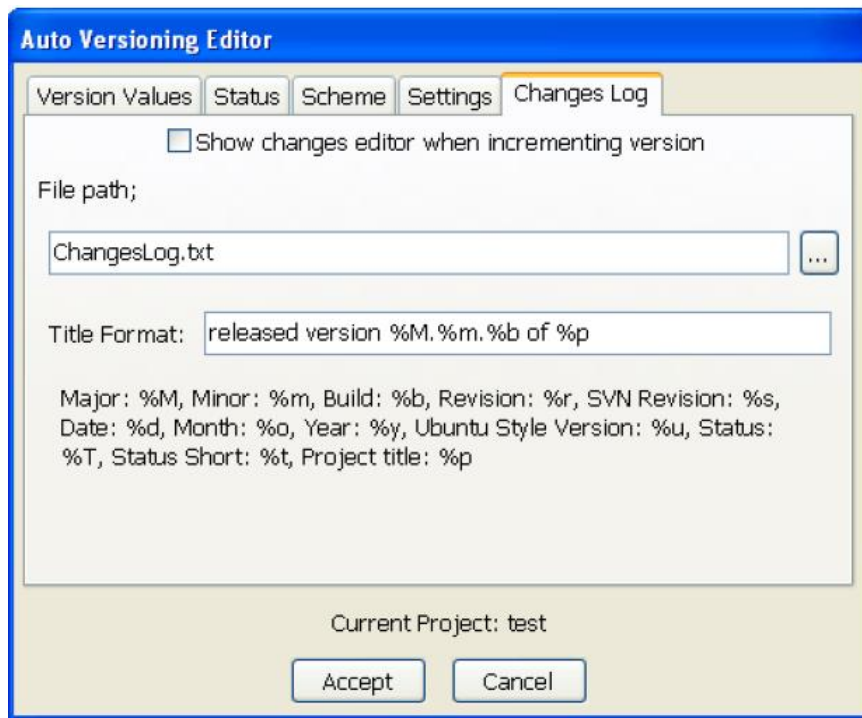 Auto Versioning Editor
Version Values Status Scheme Settings Changes Log
Show changes editor when incrementing version
File path;
ChangesLog.txt ...
Title Format: released version %M.%m.%b of %p
Major: %M, Minor: %m, Build: %b, Revision: %r, SVN Revision: %s,
Date: %d, Month: %o, Year: %y, Ubuntu Style Version: %u, Status:
%T, Status Short: %t, Project title: %p
Current Project: test
Accept Cancel